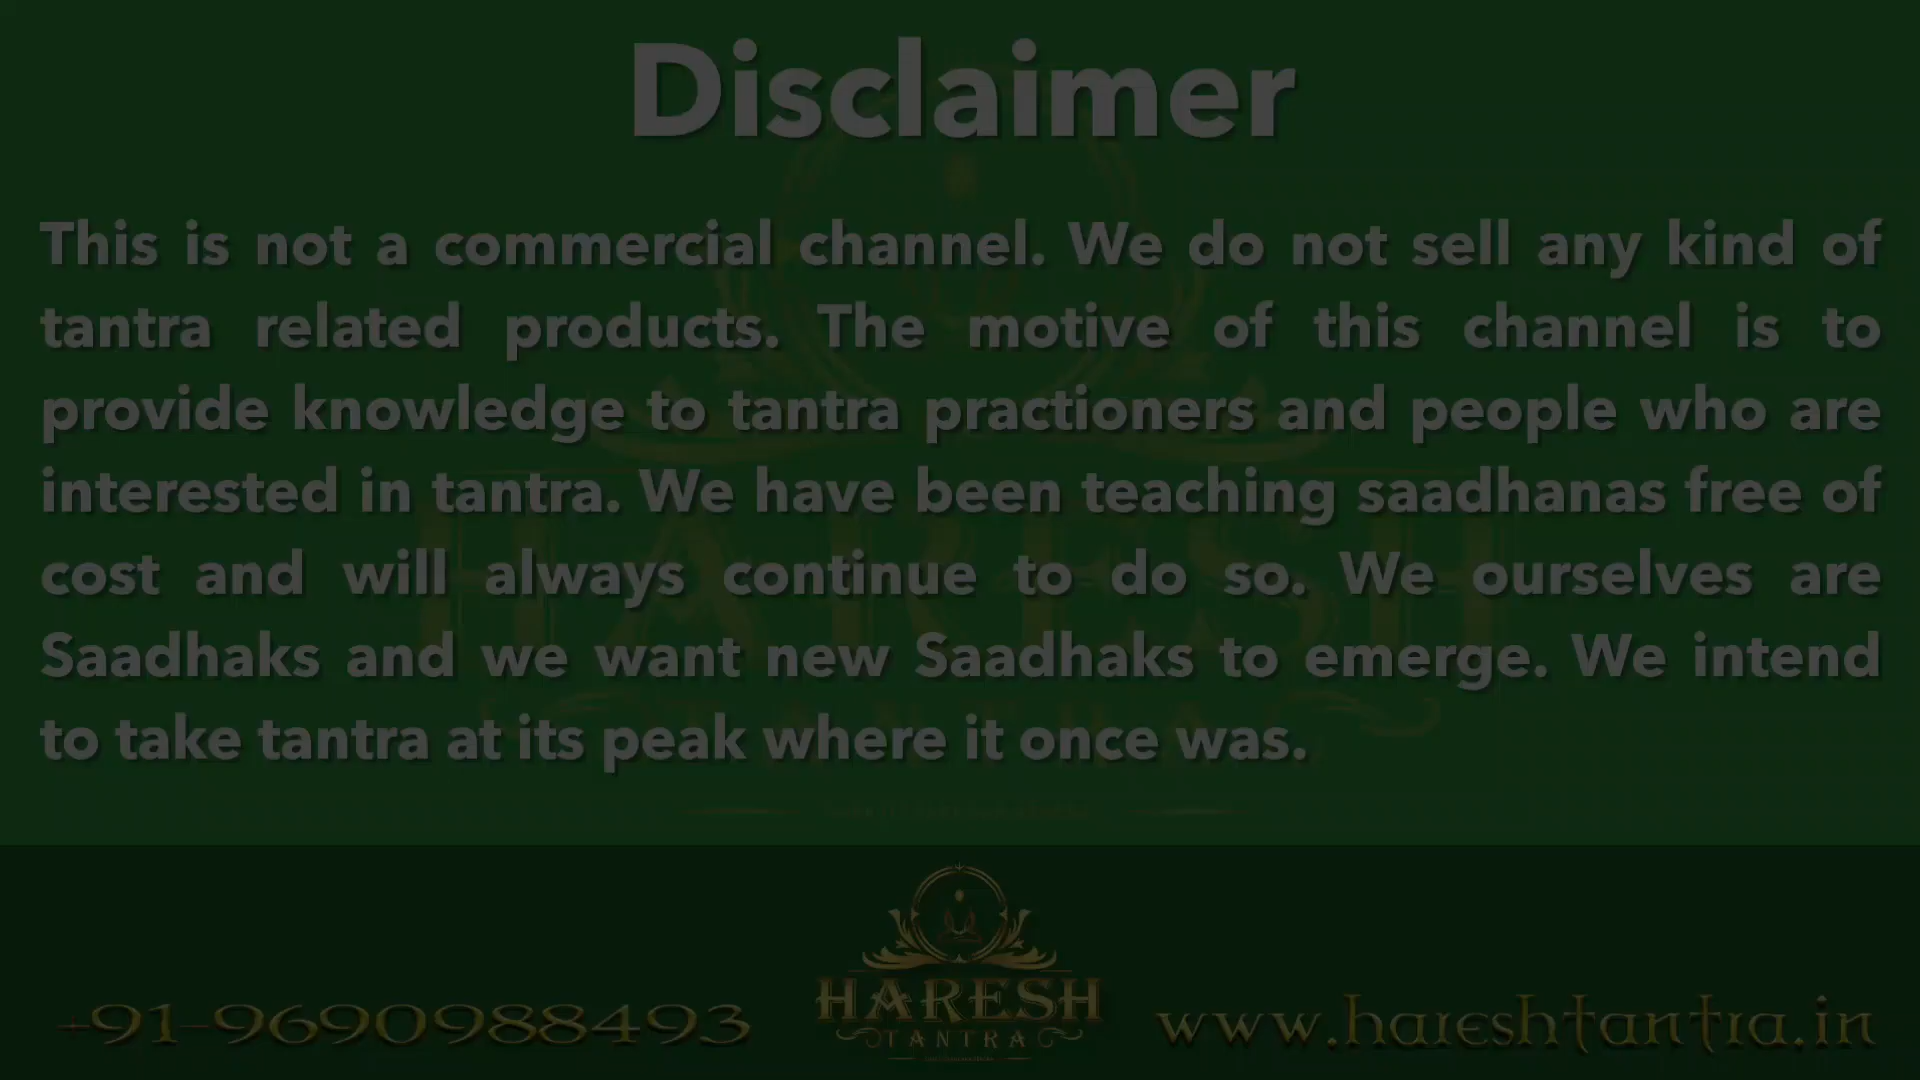 Disclaimer
This is not a commercial channel. We do not sell any kind of
tantra related products. The motive of this channel is to
provide knowledge to tantra practioners and people who are
interested in tantra. We have been teaching saadhanas free of
cost and will always continue to do so. We ourselves are
Saadhaks and we want new Saadhaks to emerge. We intend
to take tantra at its peak where it once was.
HARESH
TANTRA
+91-9690988493
HARESH
TANTRA
www.hareshtantra.in